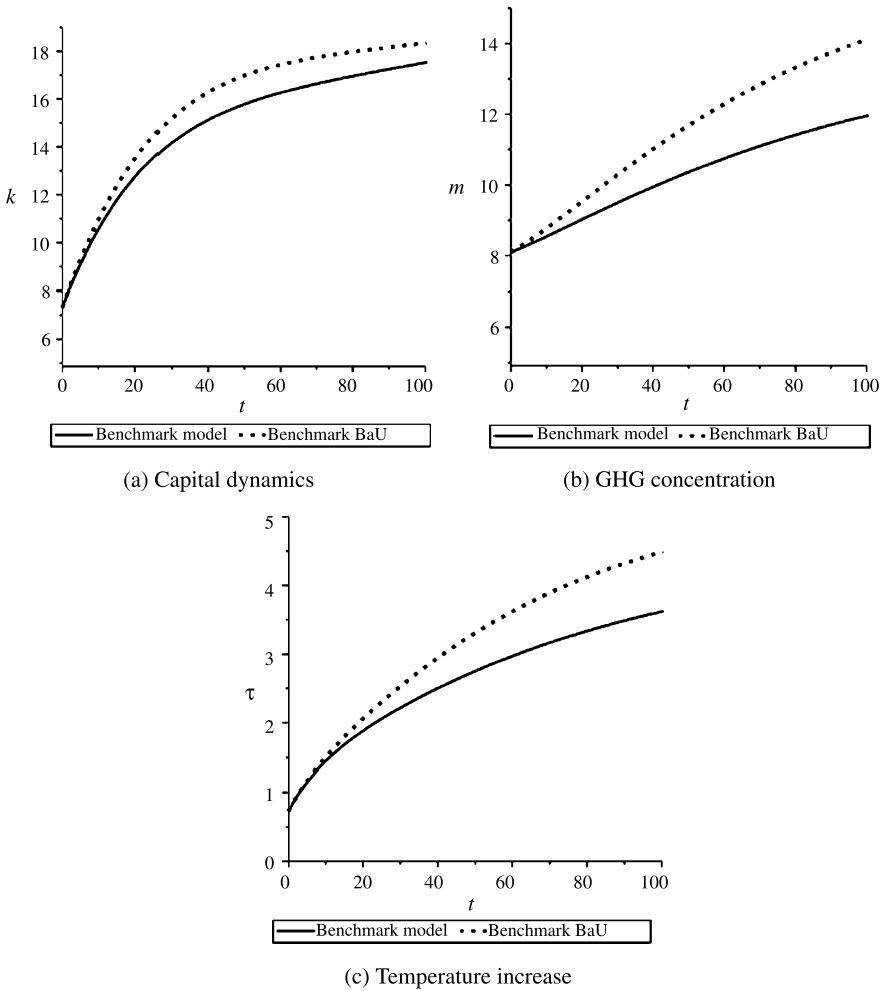 18
16
14
12
10
8
6
k
0 20 40 60 80 100
t
Benchmark model Benchmark BaU
(a) Capital dynamics
14
12
10
8
6
m
0 20 40 60 80 100
t
Benchmark model Benchmark BaU
(b) GHG concentration
5
4
3
2
1
0
τ
0 20 40 60 80 100
t
Benchmark model Benchmark BaU
(c) Temperature increase